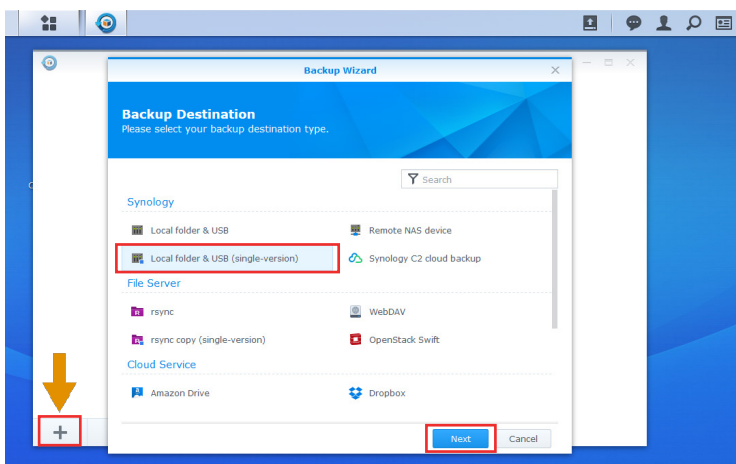 Backup Wizard
Backup Destination
Please select your backup destination type.
Search
Synology
Local folder & USB
Remote NAS device
Local folder & USB (single-version)
Synology C2 cloud backup
File Server
rsync
WebDAV
rsync copy (single-version)
OpenStack Swift
Cloud Service
Amazon Drive
Dropbox
Next
Cancel